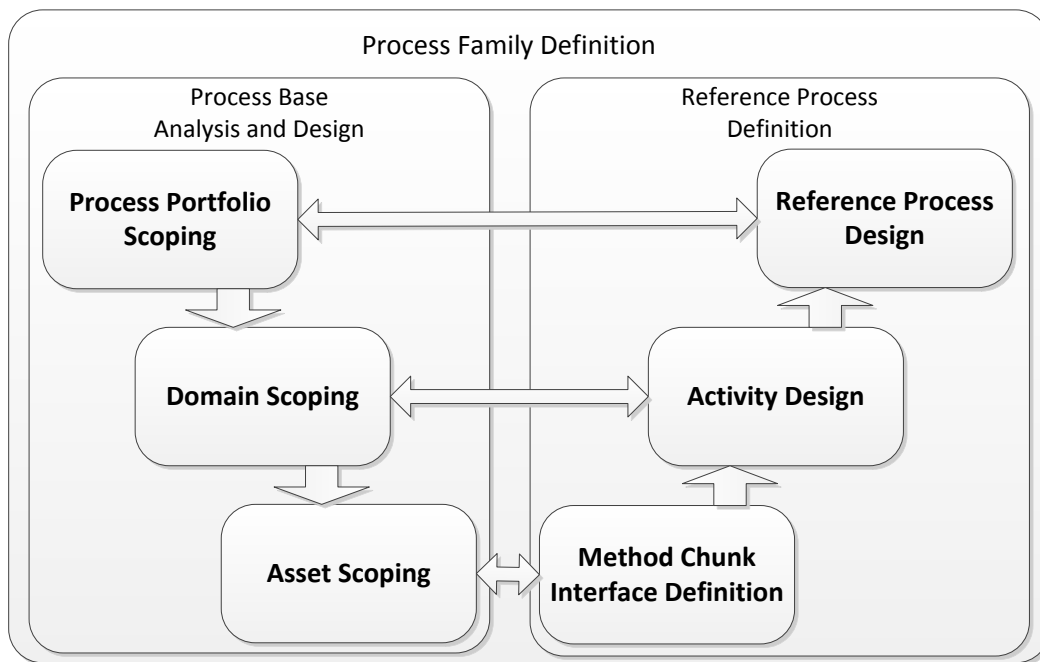 Process Family Definition
Process Base
Analysis and Design
Reference Process
Definition
Process Portfolio
Scoping
Reference Process
Design
Domain Scoping
Activity Design
Asset Scoping
Method Chunk
Interface Definition